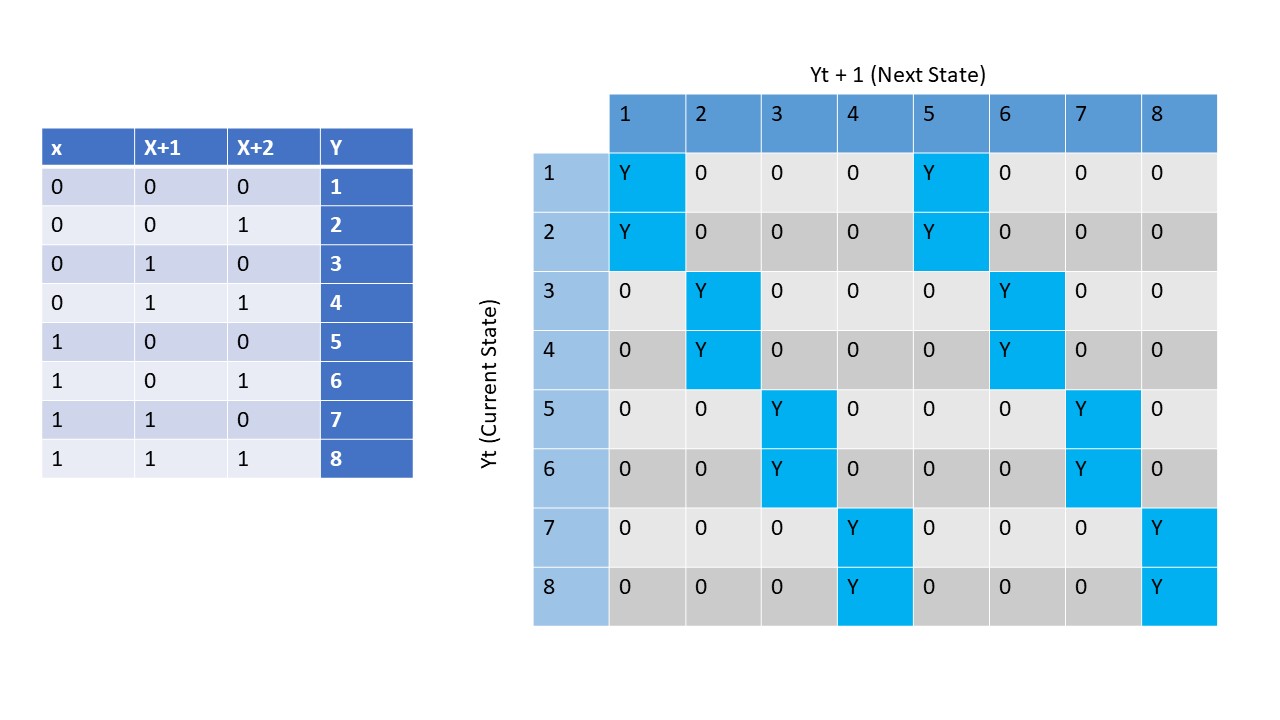 x X+1 X+2 Y
0 0 0 1
0 0 1 2
0 1 0 3
0 1 1 4
1 0 0 5
1 0 1 6
1 1 0 7
1 1 1 8
Yt + 1 (Next State)
Yt (Current State)
1 2 3 4 5 6 7 8
1 Y 0 0 0 Y 0 0 0
2 Y 0 0 0 Y 0 0 0
3 0 Y 0 0 0 Y 0 0
4 0 Y 0 0 0 Y 0 0
5 0 0 Y 0 0 0 Y 0
6 0 0 Y 0 0 0 Y 0
7 0 0 0 Y 0 0 0 Y
8 0 0 0 Y 0 0 0 Y